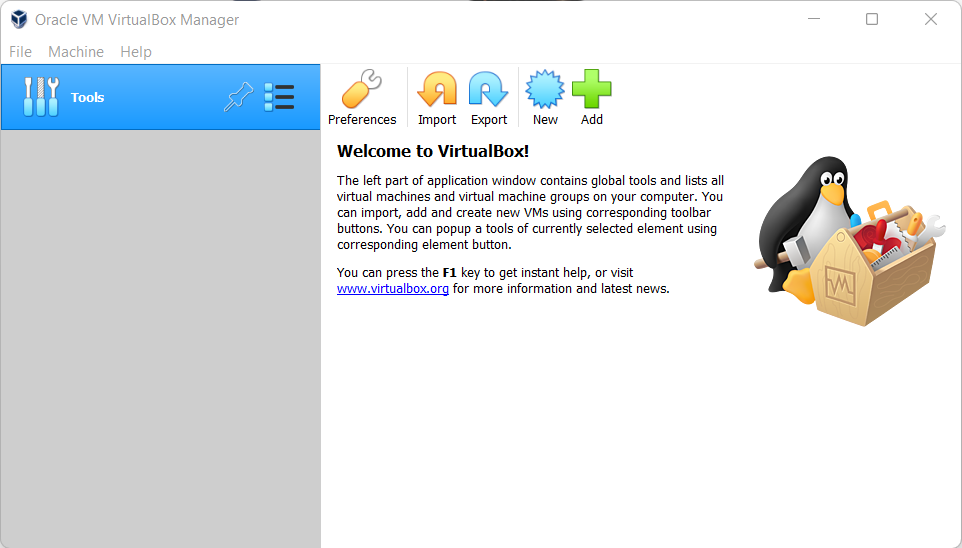 Oracle VM VirtualBox Manager
File Machine Help
Tools
Preferences Import Export New Add
Welcome to VirtualBox!
The left part of application window contains global tools and lists all
virtual machines and virtual machine groups on your computer. You
can import, add and create new VMs using corresponding toolbar
buttons. You can popup a tools of currently selected element using
corresponding element button.
You can press the F1 key to get instant help, or visit
www.virtualbox.org for more information and latest news.